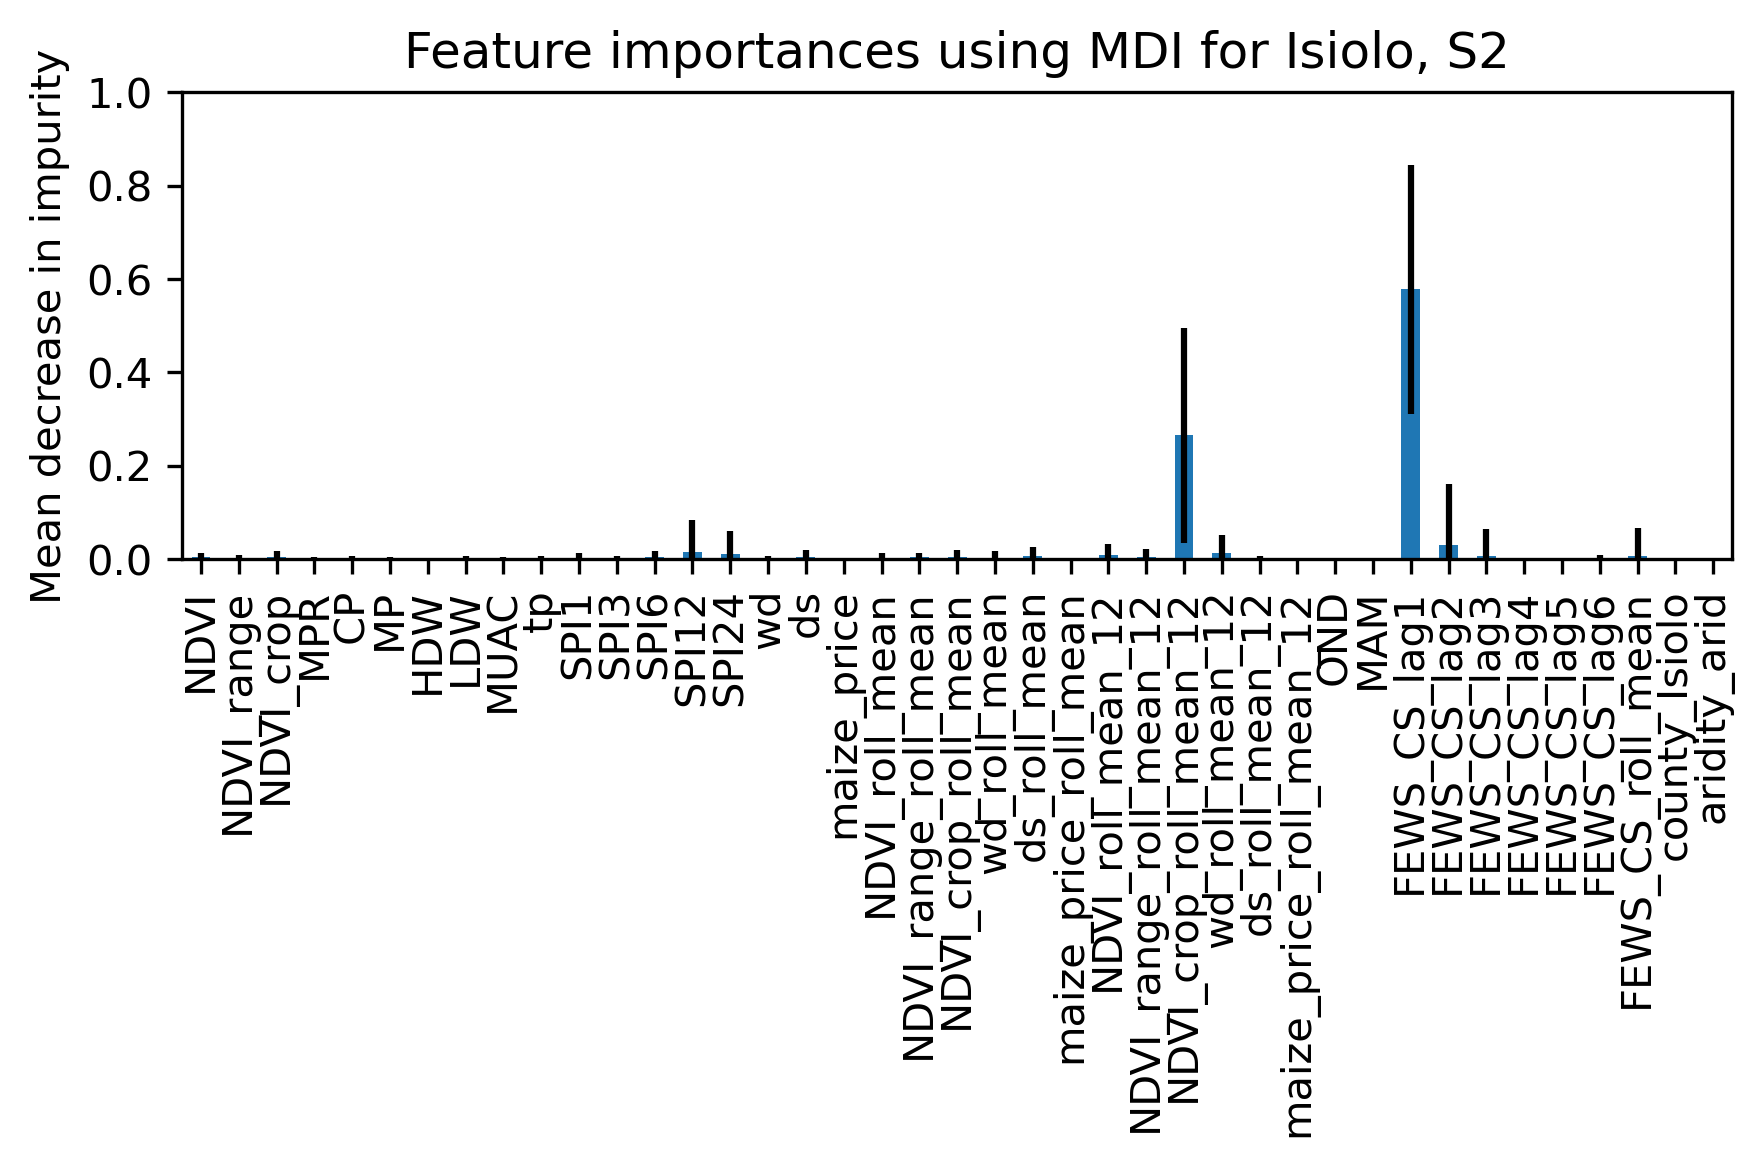 Feature importances using MDI for Isiolo, S2
Mean decrease in impurity
1.0
0.8
0.6
0.4
0.2
0.0
NDVI
NDVI_range
NDVI_crop
MPR
CP
MP
HDW
LDW
MUAC
tp
SPI1
SPI3
SPI6
SPI12
SPI24
wd
ds
maize_price
NDVI_roll_mean
NDVI_range_roll_mean
NDVI_crop_roll_mean
wd_roll_mean
ds_roll_mean
maize_price_roll_mean
NDVI_roll_mean_12
NDVI_range_roll_mean_12
NDVI_crop_roll_mean_12
wd_roll_mean_12
ds_roll_mean_12
maize_price_roll_mean_12
OND
MAM
FEWS_CS_lag1
FEWS_CS_lag2
FEWS_CS_lag3
FEWS_CS_lag4
FEWS_CS_lag5
FEWS_CS_lag6
FEWS_CS_roll_mean
county_Isiolo
aridity_arid